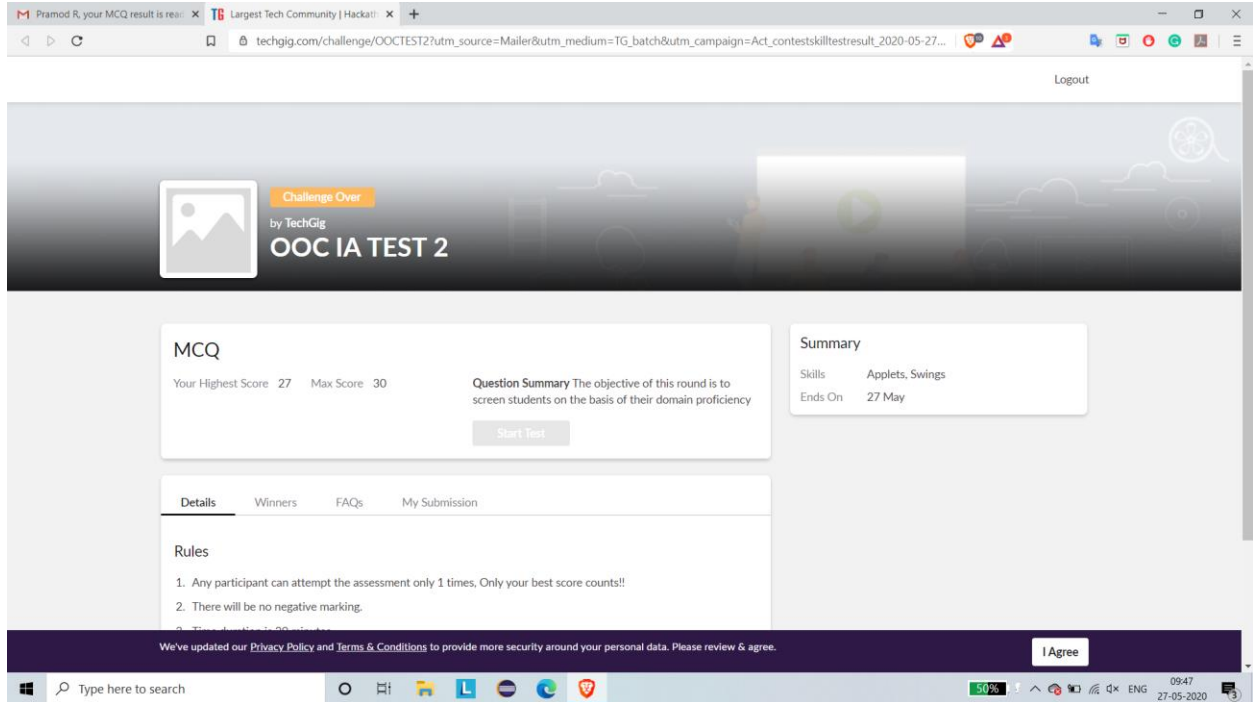 Pramod R, your MCQ result is read
TG Largest Tech Community | Hackath
techgig.com/challenge/OOCTEST2?utm_source=Mailer&utm_medium=TG_batch&utm_campaign=Act_contestskilltestresult_2020-05-27...
Logout
Challenge Over
by TechGig
OOC IA TEST 2
MCQ
Your Highest Score 27 Max Score 30
Question Summary The objective of this round is to
screen students on the basis of their domain proficiency
Start Test
Summary
Skills Applets, Swings
Ends On 27 May
Details Winners FAQs My Submission
Rules
1. Any participant can attempt the assessment only 1 times, Only your best score counts!!
2. There will be no negative marking.
We've updated our Privacy Policy and Terms & Conditions to provide more security around your personal data. Please review & agree.
I Agree
Type here to search
L
50%
ENG
09:47
27-05-2020
3